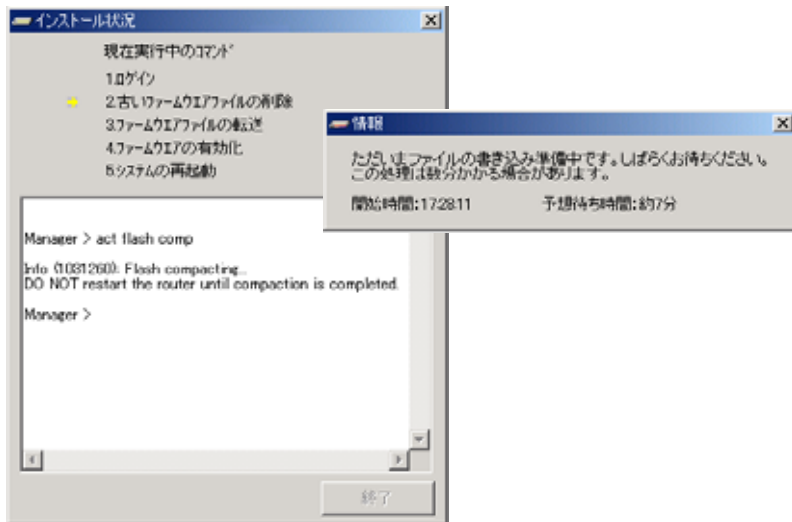 インストール状況
現在実行中のコマンド
1.ログイン
2.古いファームウエアファイルの削除
3.ファームウエアファイルの転送
4.ファームウエアの有効化
5.システムの再起動
Manager > act flash comp
Info (1031260): Flash compacting...
DO NOT restart the router until compaction is completed.
Manager >
終了
情報
ただいまファイルの書き込み準備中です。しばらくお待ちください。
この処理は数分かかる場合があります。
開始時間:17:28:11 予想待ち時間:約7分